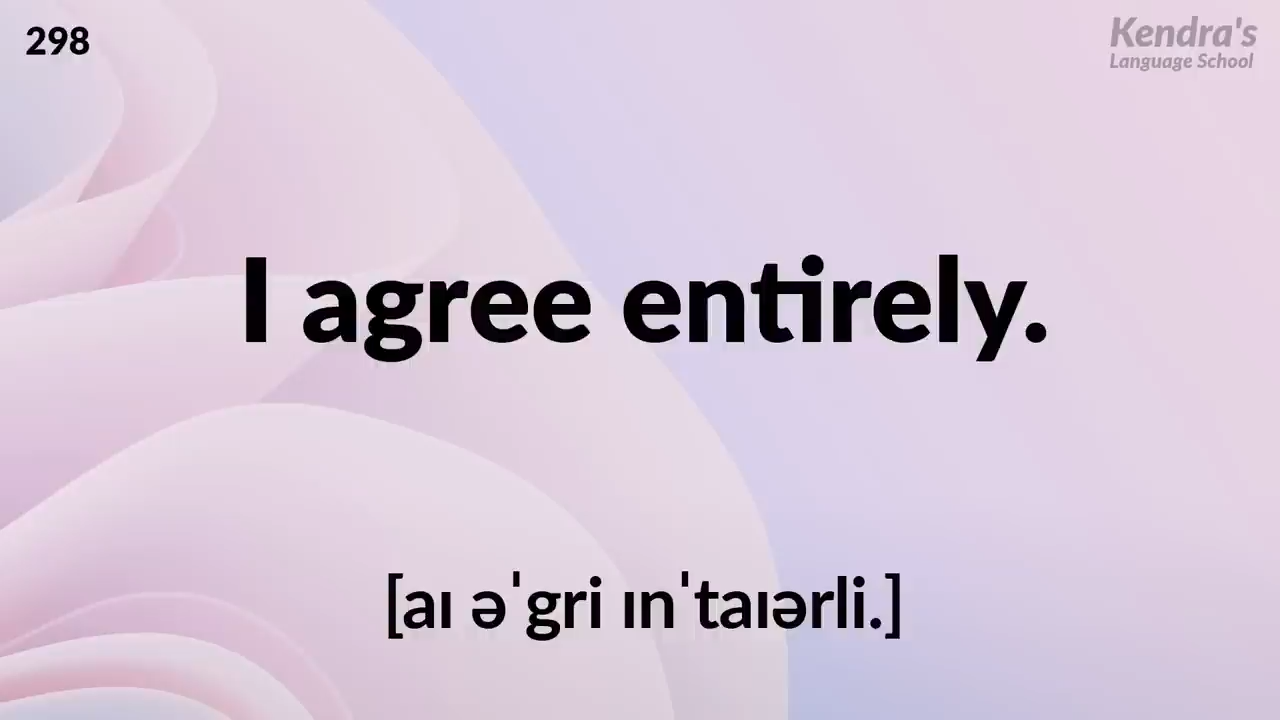 298
Kendra's
Language School
I agree entirely.
[aɪ əˈgri ɪnˈtaɪərli.]